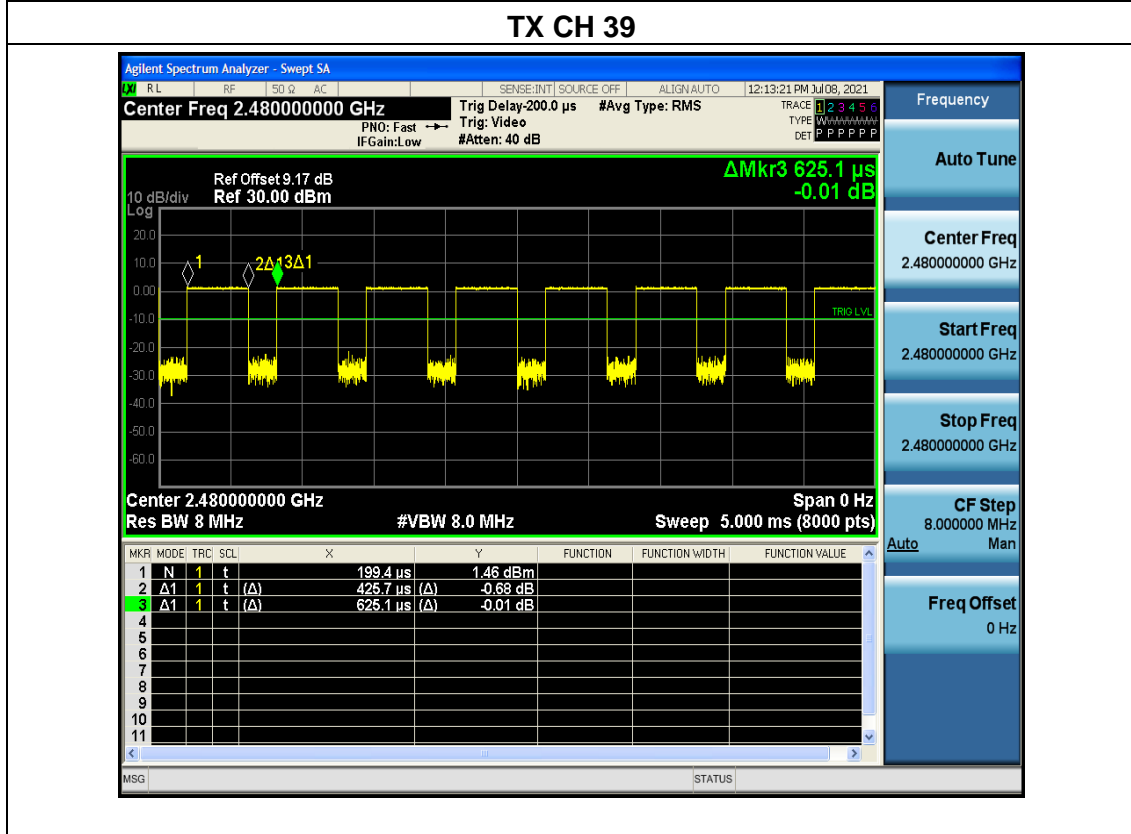 TX CH 39
Agilent Spectrum Analyzer - Swept SA
LXI RL RF 50 Ω AC SENSE:INT SOURCE OFF ALIGN AUTO 12:13:21 PM Jul 08, 2021
Center Freq 2.480000000 GHz
PNO: Fast
IFGain:Low
Trig Delay-200.0 µs #Avg Type: RMS
Trig: Video
#Atten: 40 dB
TRACE 1 2 3 4 5 6
TYPE W
DET P P P P P P
ΔMkr3 625.1 µs
-0.01 dB
Ref Offset 9.17 dB
10 dB/div Ref 30.00 dBm
Log
20.0
10.0
0.00
-10.0
-20.0
-30.0
-40.0
-50.0
-60.0
1
2Δ1
3Δ1
TRIG LVL
Center 2.480000000 GHz Span 0 Hz
Res BW 8 MHz #VBW 8.0 MHz Sweep 5.000 ms (8000 pts)
MKR MODE TRC SCL X Y FUNCTION FUNCTION WIDTH FUNCTION VALUE
1 N 1 t 199.4 µs 1.46 dBm
2 Δ1 1 t (Δ) 425.7 µs (Δ) -0.68 dB
3 Δ1 1 t (Δ) 625.1 µs (Δ) -0.01 dB
4
5
6
7
8
9
10
11
MSG STATUS
Frequency
Auto Tune
Center Freq
2.480000000 GHz
Start Freq
2.480000000 GHz
Stop Freq
2.480000000 GHz
CF Step
8.000000 MHz
Auto Man
Freq Offset
0 Hz